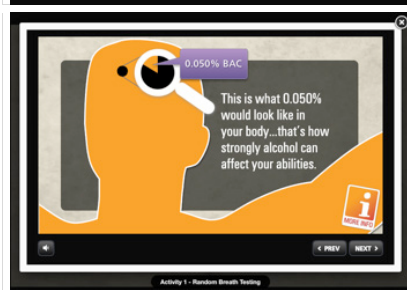 0.050% BAC
This is what 0.050%
would look like in
your body...that's how
strongly alcohol can
affect your abilities.
MORE INFO
< PREV
NEXT >
Activity 1 - Random Breath Testing